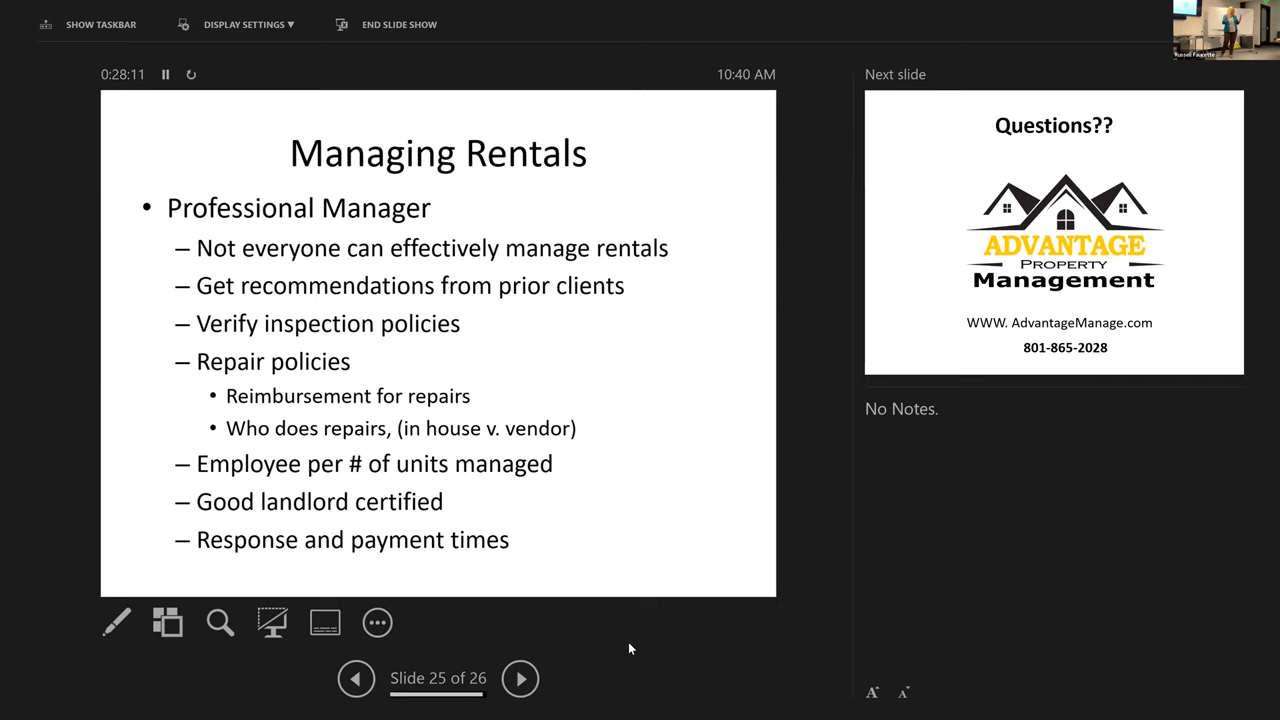 SHOW TASKBAR
DISPLAY SETTINGS ▼
END SLIDE SHOW
Russell Faucette
0:28:11
10:40 AM
Managing Rentals
• Professional Manager
– Not everyone can effectively manage rentals
– Get recommendations from prior clients
– Verify inspection policies
– Repair policies
• Reimbursement for repairs
• Who does repairs, (in house v. vendor)
– Employee per # of units managed
– Good landlord certified
– Response and payment times
Slide 25 of 26
Next slide
Questions??
ADVANTAGE
PROPERTY
Management
WWW. AdvantageManage.com
801-865-2028
No Notes.
A A